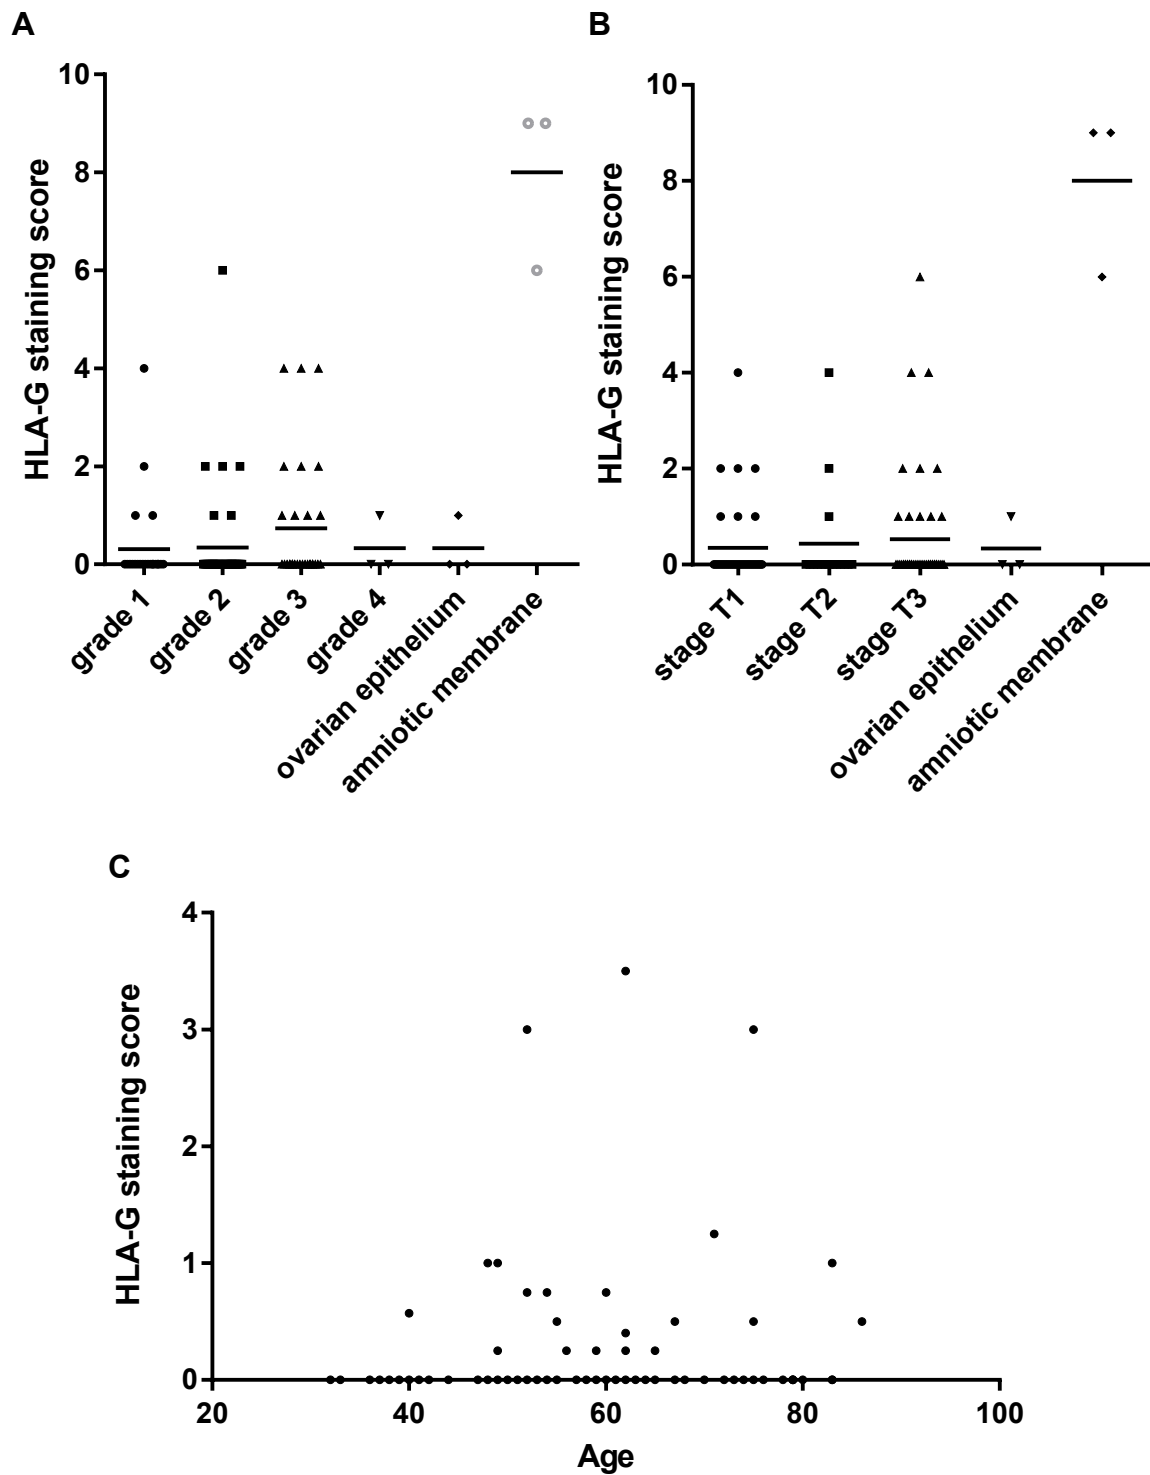 A
HLA-G staining score
10
8
6
4
2
0
grade 1
grade 2
grade 3
grade 4
ovarian epithelium
amniotic membrane
B
HLA-G staining score
10
8
6
4
2
0
stage T1
stage T2
stage T3
ovarian epithelium
amniotic membrane
C
HLA-G staining score
4
3
2
1
0
20 40 60 80 100
Age